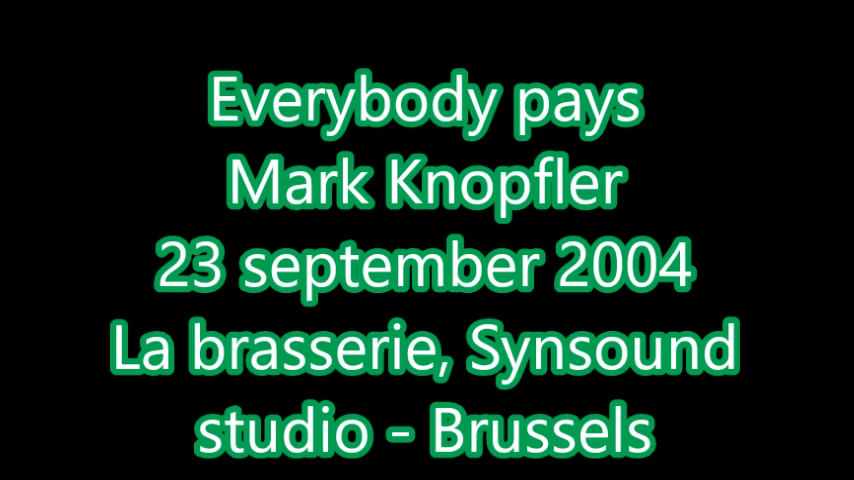 Everybody pays
Mark Knopfler
23 september 2004
La brasserie, Synsound
studio - Brussels